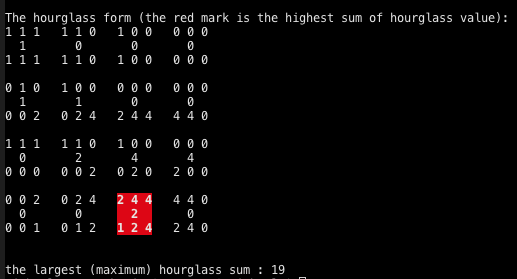 The hourglass form (the red mark is the highest sum of hourglass value):
1 1 1   1 1 0   1 0 0   0 0 0
  1       0       0       0
1 1 1   1 1 0   1 0 0   0 0 0
0 1 0   1 0 0   0 0 0   0 0 0
  1       1       0       0
0 0 2   0 2 4   2 4 4   4 4 0
1 1 1   1 1 0   1 0 0   0 0 0
  0       2       4       4
0 0 0   0 0 2   0 2 0   2 0 0
0 0 2   0 2 4   2 4 4   4 4 0
  0       0       2       0
0 0 1   0 1 2   1 2 4   2 4 0
the largest (maximum) hourglass sum : 19